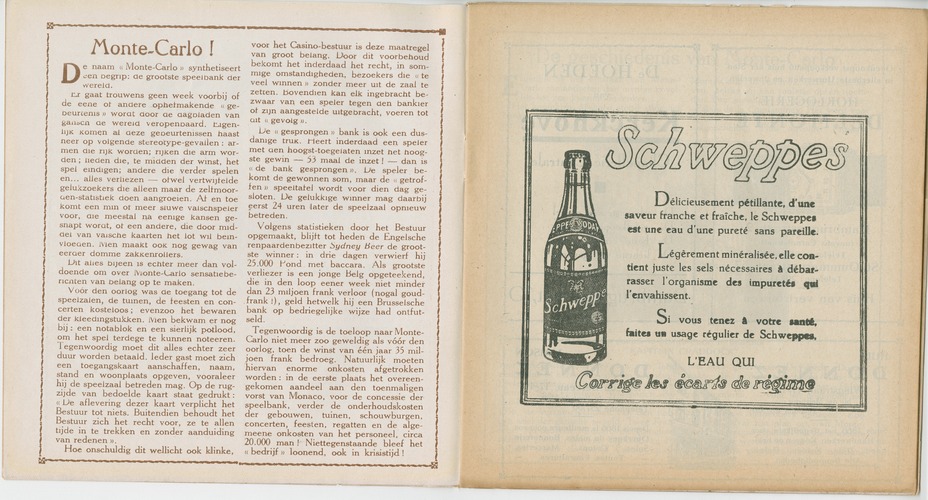 Monte-Carlo !
De naam « Monte-Carlo » synthetiseert
een begrip: de grootste speelbank der
wereld.
Er gaat trouwens geen week voorbij of
de eene of andere ophefmakende « ge-
beurtenis » wordt door de dagbladen van
gansch de wereld veropenbaard. Eigen-
lijk komen al deze gebeurtenissen haast
neer op volgende stereotype-gevallen : ar-
men die rijk worden; rijken die arm wor-
den ; lieden die, te midden der winst, het
spel eindigen; andere die verder spelen
en... alles verliezen — ofwel vertwijfelde
gelukzoekers die alleen maar de zelfmoor-
den-statistiek doen aangroeien. Af en toe
komt een min of meer sluwe valschspeler
voor, die meestal na eenige kansen ge-
snapt wordt, of een andere, die door mid-
del van valsche kaarten het lot wil beïn-
vloeden. Men maakt ook nog gewag van
eerder domme zakkenrollers.
Dit alles bijeen is echter meer dan vol-
doende om over Monte-Carlo sensatiebe-
richten van belang op te maken.
Vóór den oorlog was de toegang tot de
speelzalen, de tuinen, de feesten en con-
certen kosteloos ; evenzoo het bewaren
der kleedingstukken. Men bekwam er nog
bij : een notablok en een sierlijk potlood,
om het spel terdege te kunnen noteeren.
Tegenwoordig moet dit alles echter zeer
duur worden betaald. Ieder gast moet zich
een toegangskaart aanschaffen, naam,
stand en woonplaats opgeven, vooraleer
hij de speelzaal betreden mag. Op de rug-
zijde van bedoelde kaart staat gedrukt :
« De aflevering dezer kaart verplicht het
Bestuur tot niets. Buitendien behoudt het
Bestuur zich het recht voor, ze te allen
tijde in te trekken en zonder aanduiding
van redenen ».
Hoe onschuldig dit wellicht ook klinke,
voor het Casino-bestuur is deze maatregel
van groot belang. Door dit voorbehoud
bekomt het inderdaad het recht, in som-
mige omstandigheden, bezoekers die « te
veel winnen » zonder meer uit de zaal te
zetten. Bovendien kan elk ingebracht be-
zwaar van een speler tegen den bankier
of zijn aangestelde uitgebracht, voeren tot
dit « gevolg ».
De « gesprongen » bank is ook een dus-
danige truk. Heeft inderdaad een speler
met den hoogst-toegelaten inzet het hoog-
ste gewin — 33 maal de inzet ! — dan is
« de bank gesprongen ». De speler be-
komt de gewonnen som, maar de « getrof-
fen » speeltafel wordt voor dien dag ge-
sloten. De gelukkige winner mag daarbij
eerst 24 uren later de speelzaal opnieuw
betreden.
Volgens statistieken door het Bestuur
opgemaakt, blijft tot heden de Engelsche
renpaardenbezitter Sydney Beer de groot-
ste winner ; in drie dagen verwierf hij
25.000 Pond met baccara. Als grootste
verliezer is een jonge Belg opgeteekend,
die in den loop eener week niet minder
dan 23 miljoen frank verloor (nogal goud-
frank !), geld hetwelk hij een Brusselsche
bank op bedriegelijke wijze had ontfut-
seld.
Tegenwoordig is de toeloop naar Monte-
Carlo niet meer zoo geweldig als vóór den
oorlog, toen de winst van één jaar 35 mil-
joen frank bedroeg. Natuurlijk moeten
hiervan enorme onkosten afgetrokken
worden : in de eerste plaats het overeen-
gekomen aandeel aan den toenmaligen
vorst van Monaco, voor de concessie der
speelbank, verder de onderhoudskosten
der gebouwen, tuinen, schouwburgen,
concerten, feesten, regatten en de alge-
meene onkosten van het personeel, circa
20.000 man ! Niettegenstaande bleef het
« bedrijf » loonend, ook in krisistijd !
Schweppes
Délicieusement pétillante, d'une
saveur franche et fraîche, le Schweppes
est une eau d'une pureté sans pareille.
Légèrement minéralisée, elle con-
tient juste les sels nécessaires à débar-
rasser l'organisme des impuretés qui
l'envahissent.
Si vous tenez à votre santé,
faites un usage régulier de Schweppes,
L'EAU QUI
Corrige les écarts de régime
Schweppe